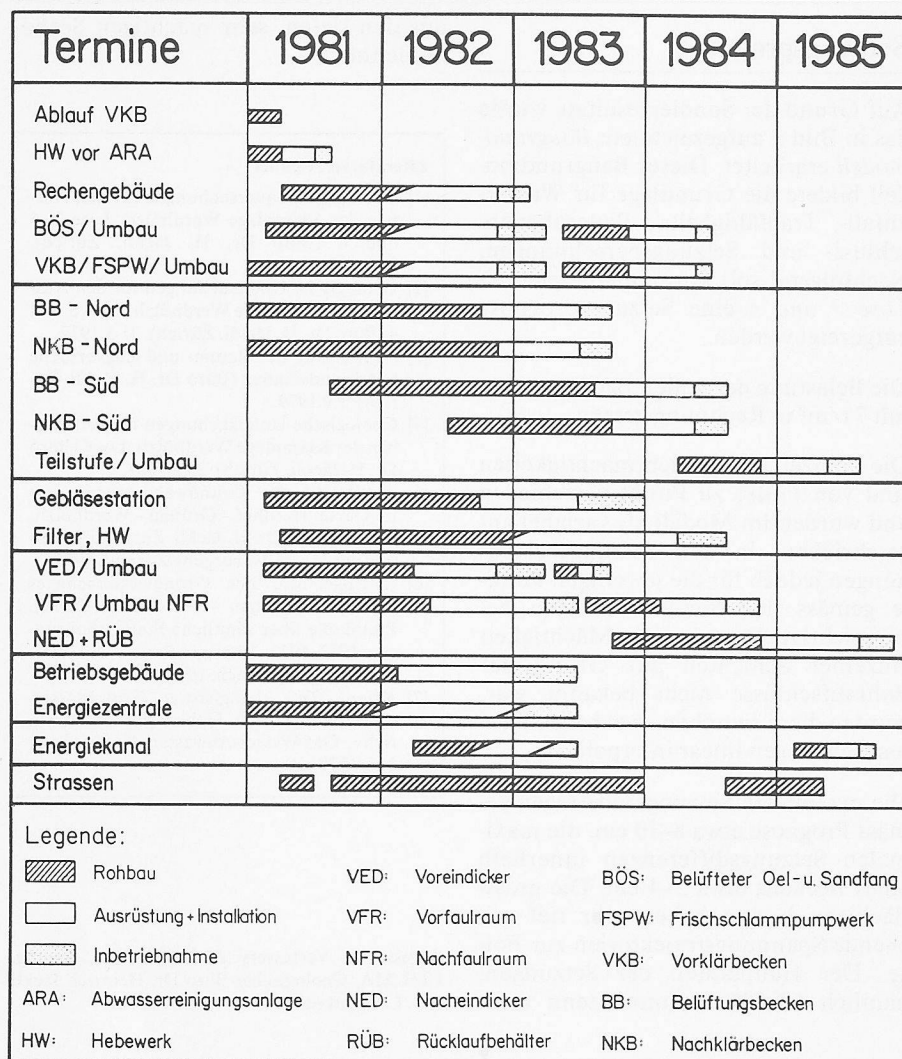 Termine 1981 1982 1983 1984 1985
Ablauf VKB
HW vor ARA
Rechengebäude
BÖS/Umbau
VKB/FSPW/Umbau
BB-Nord
NKB-Nord
BB-Süd
NKB-Süd
Teilstufe/Umbau
Gebläsestation
Filter, HW
VED/Umbau
VFR/Umbau NFR
NED+RÜB
Betriebsgebäude
Energiezentrale
Energiekanal
Strassen
Legende:
Rohbau VED: Voreindicker BÖS: Belüfteter Oel-u. Sandfang
Ausrüstung+Installation VFR: Vorfaulraum FSPW: Frischschlammpumpwerk
Inbetriebnahme NFR: Nachfaulraum VKB: Vorklärbecken
ARA: Abwasserreinigungsanlage NED: Nacheindicker BB: Belüftungsbecken
HW: Hebewerk RÜB: Rücklaufbehälter NKB: Nachklärbecken